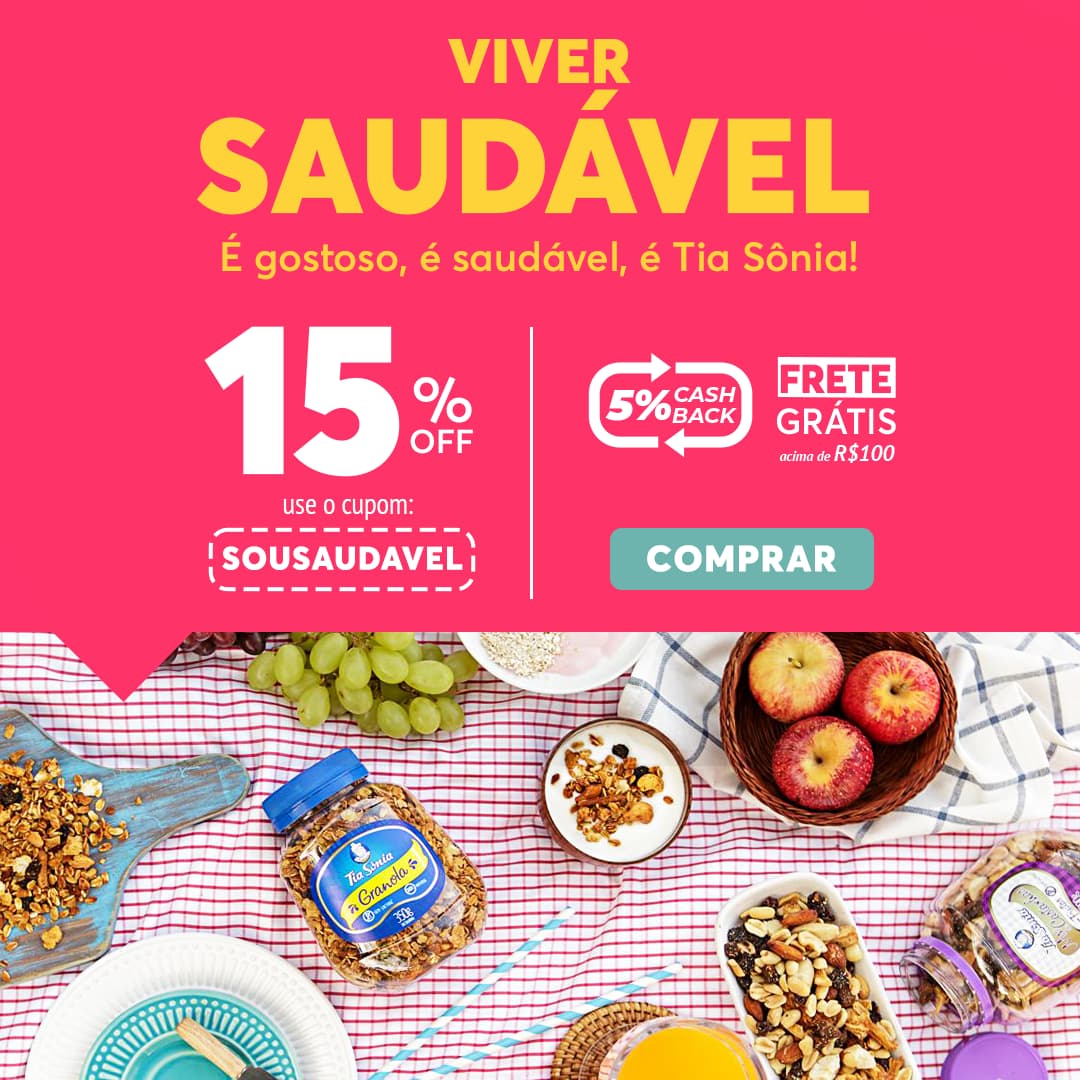 VIVER
SAUDÁVEL
É gostoso, é saudável, é Tia Sônia!
15%
OFF
use o cupom:
SOUSAUDAVEL
5% CASH
BACK
FRETE
GRÁTIS
acima de R$100
COMPRAR
Tia Sônia
Granola
350g